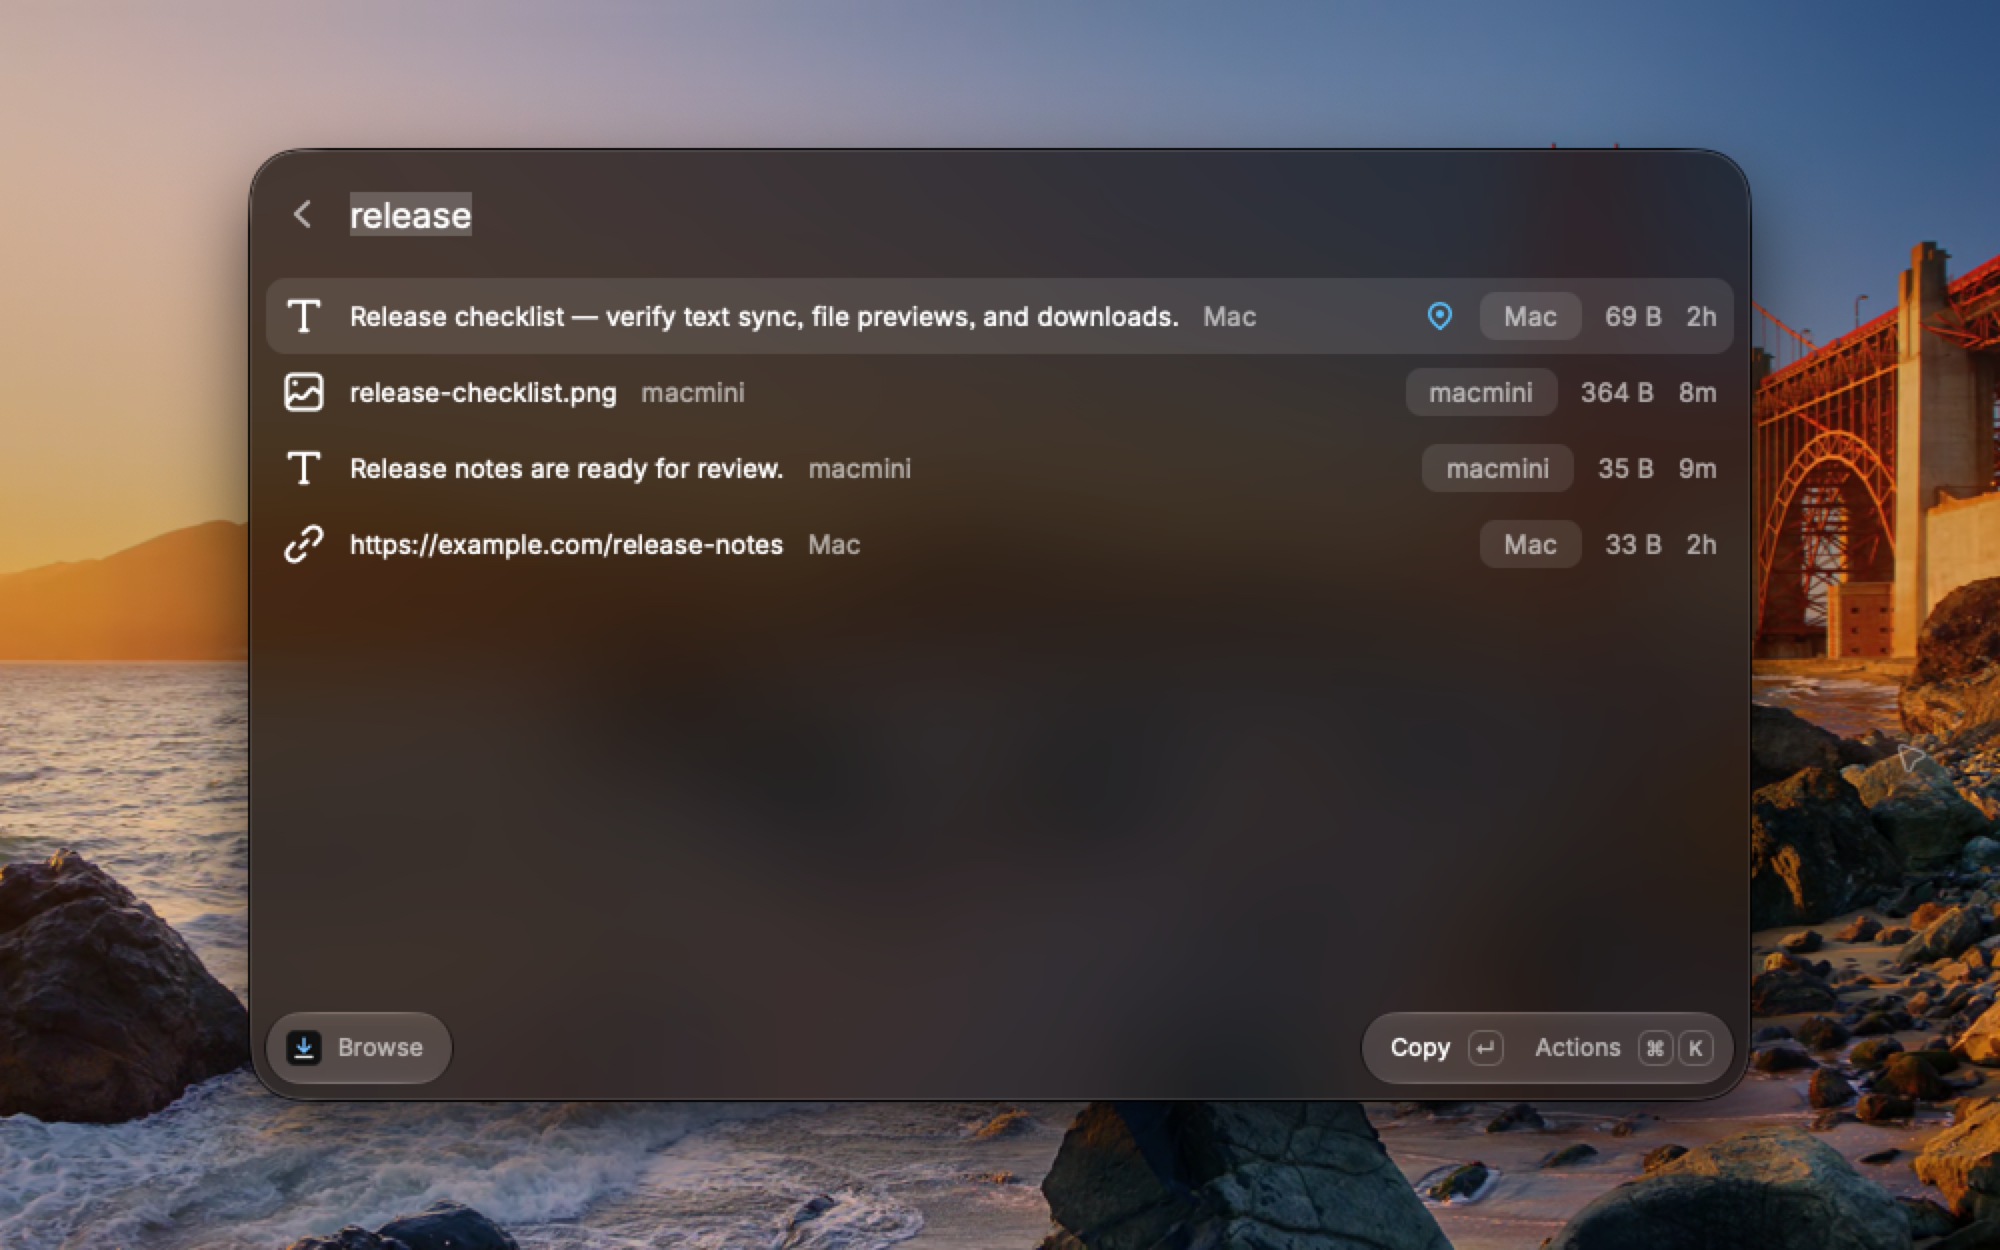 release
Release checklist — verify text sync, file previews, and downloads. Mac Mac 69 B 2h
release-checklist.png macmini macmini 364 B 8m
Release notes are ready for review. macmini macmini 35 B 9m
https://example.com/release-notes Mac Mac 33 B 2h
Browse Copy ↵ Actions ⌘ K